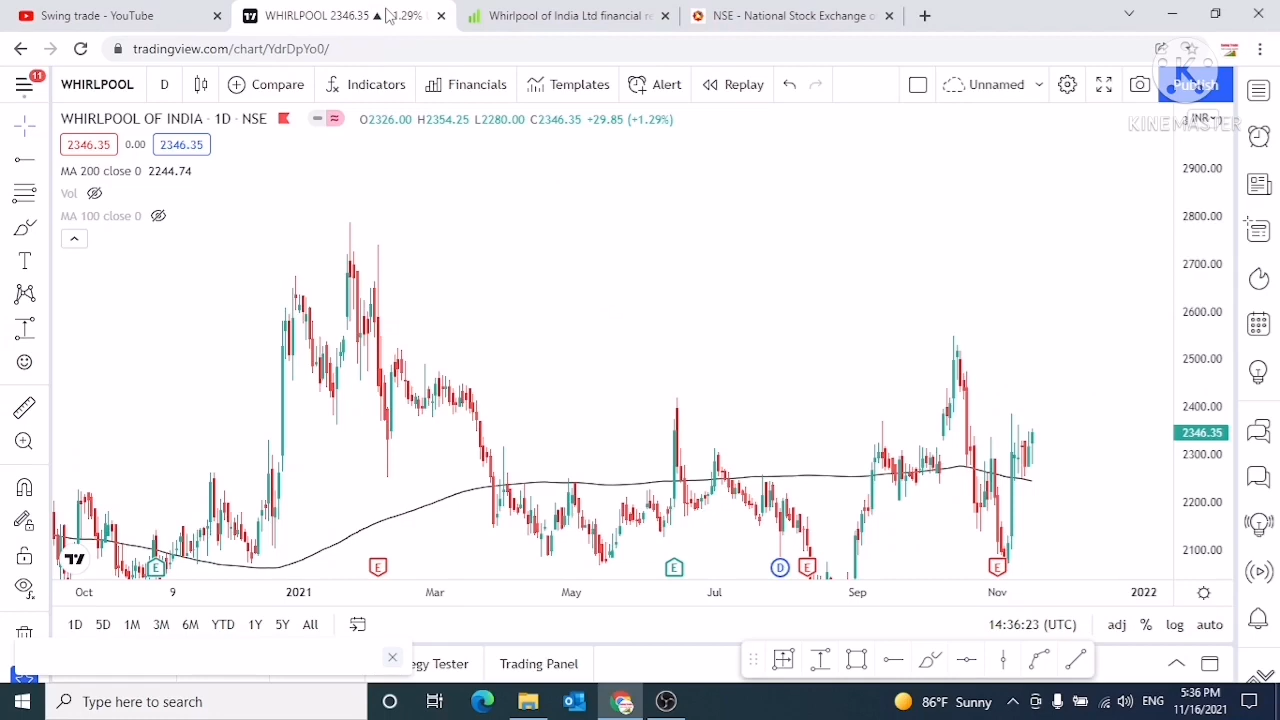 Swing trade - YouTube
WHIRLPOOL 2346.35 ▲ +1.29%
Whirlpool of India Ltd financial re
NSE - National Stock Exchange o
tradingview.com/chart/YdrDpYo0/
11
WHIRLPOOL
D
Compare
Indicators
Financials
Templates
Alert
Replay
Unnamed
Publish
K
KINEMASTER
WHIRLPOOL OF INDIA · 1D · NSE
O2326.00 H2354.25 L2280.00 C2346.35 +29.85 (+1.29%)
INR
2346.35 0.00 2346.35
MA 200 close 0 2244.74
Vol
MA 100 close 0
2900.00
2800.00
2700.00
2600.00
2500.00
2400.00
2346.35
2300.00
2200.00
2100.00
E
E
E
D
E
E
Oct 9 2021 Mar May Jul Sep Nov 2022
1D 5D 1M 3M 6M YTD 1Y 5Y All
14:36:23 (UTC) adj % log auto
egy Tester
Trading Panel
Type here to search
86°F Sunny
ENG
5:36 PM
11/16/2021